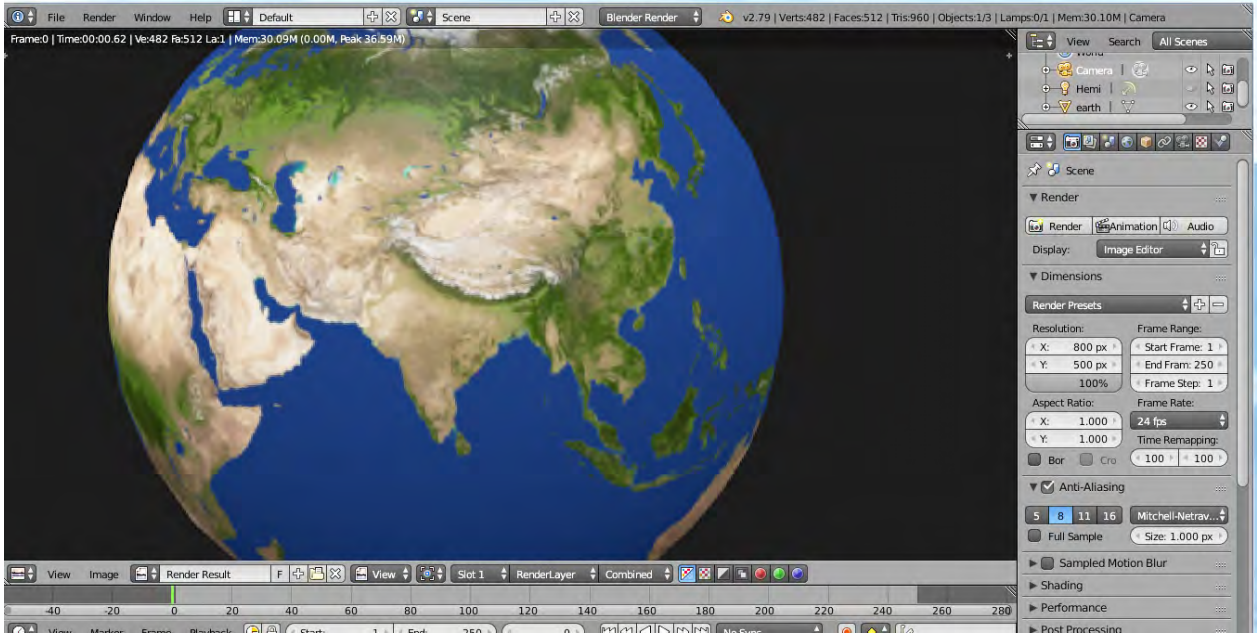 File Render Window Help Default Scene Blender Render v2.79 | Verts:482 | Faces:512 | Tris:960 | Objects:1/3 | Lamps:0/1 | Mem:30.10M | Camera
Frame:0 | Time:00:00.62 | Ve:482 Fa:512 La:1 | Mem:30.09M (0.00M, Peak 36.59M)
View Search All Scenes
World
Camera
Hemi
earth
Scene
Render
Render Animation Audio
Display: Image Editor
Dimensions
Render Presets
Resolution: Frame Range:
X: 800 px Start Frame: 1
Y: 500 px End Fram: 250
100% Frame Step: 1
Aspect Ratio: Frame Rate:
X: 1.000 24 fps
Y: 1.000 Time Remapping:
Bor Cro 100 100
Anti-Aliasing
5 8 11 16 Mitchell-Netrav...
Full Sample Size: 1.000 px
Sampled Motion Blur
Shading
Performance
Post Processing
View Image Render Result F View Slot 1 RenderLayer Combined
-40 -20 0 20 40 60 80 100 120 140 160 180 200 220 240 260 280
View Marker Frame Playback Start: 1 End: 250 0 No Sync